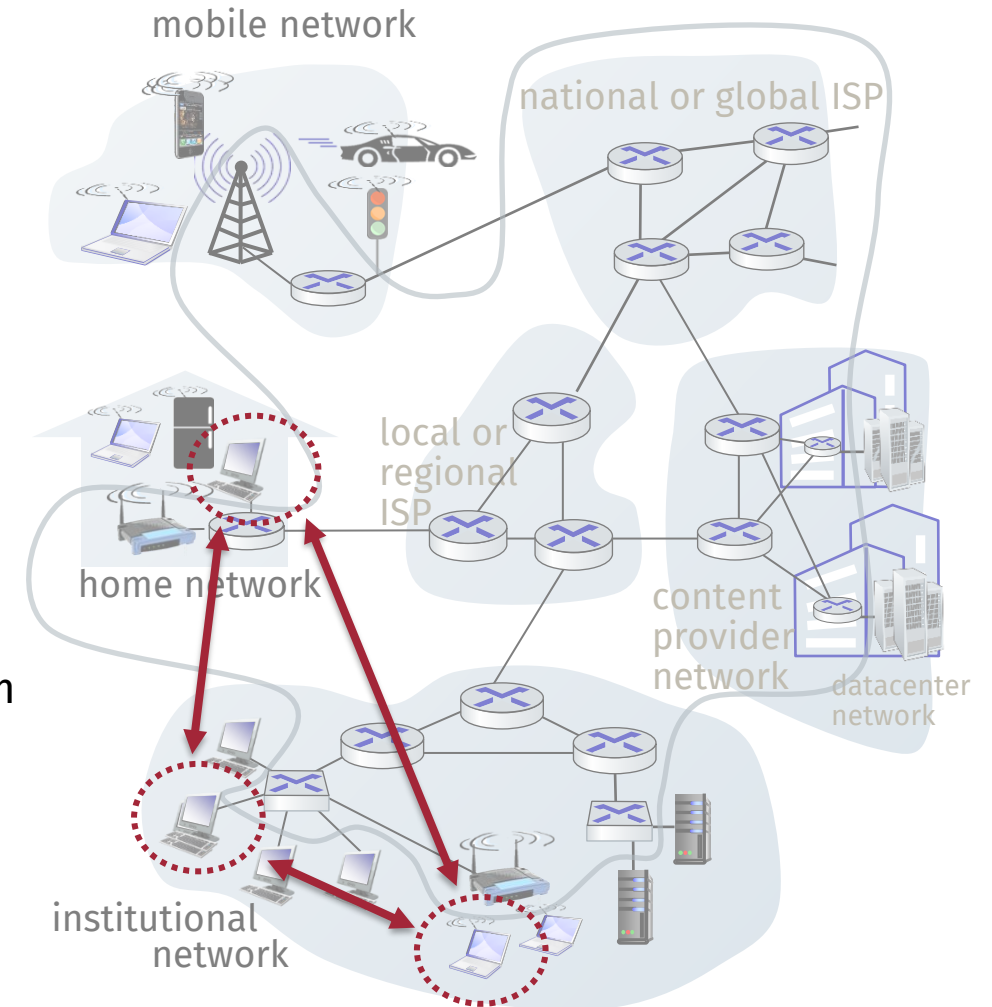 mobile network
national or global ISP
local or
regional
ISP
home network
content
provider
network
datacenter
network
institutional
network